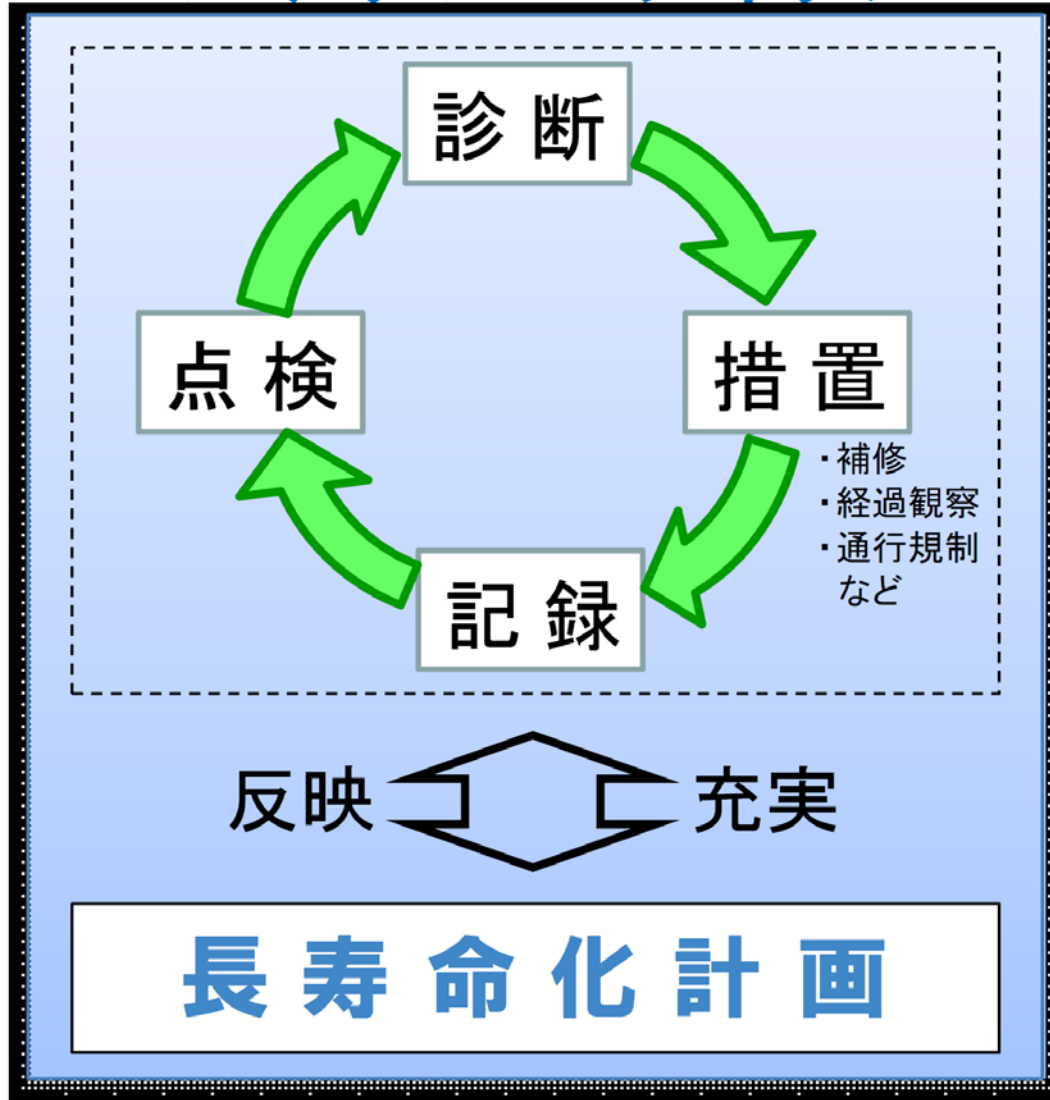 診断
点検
措置
・補修
・経過観察
・通行規制
など
記録
反映
充実
長寿命化計画